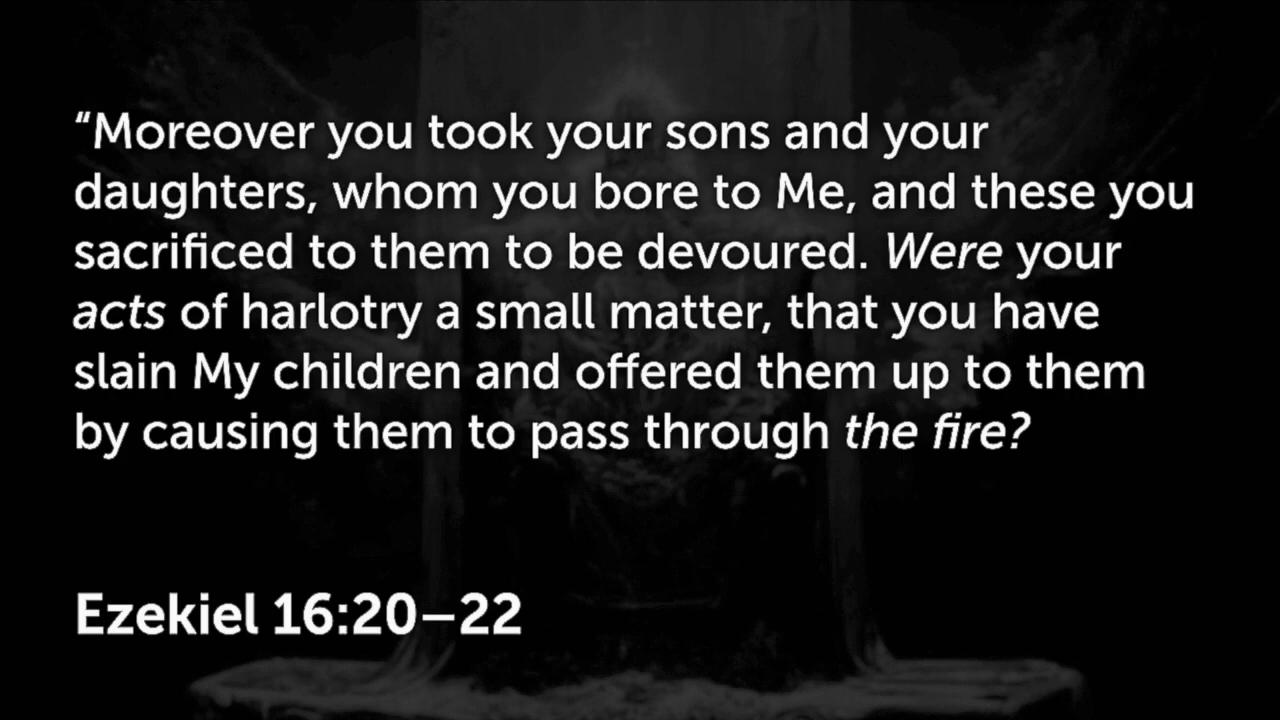 “Moreover you took your sons and your
daughters, whom you bore to Me, and these you
sacrificed to them to be devoured. Were your
acts of harlotry a small matter, that you have
slain My children and offered them up to them
by causing them to pass through the fire?
Ezekiel 16:20–22